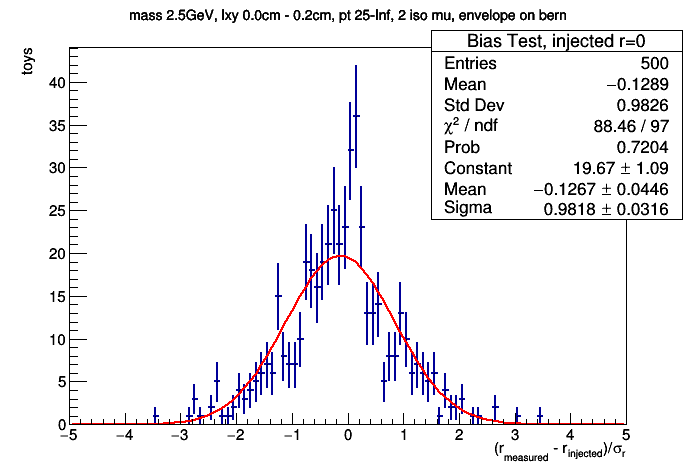 mass 2.5GeV, lxy 0.0cm - 0.2cm, pt 25-Inf, 2 iso mu, envelope on bern
Bias Test, injected r=0
Entries 500
Mean −0.1289
Std Dev 0.9826
χ² / ndf 88.46 / 97
Prob 0.7204
Constant 19.67 ± 1.09
Mean −0.1267 ± 0.0446
Sigma 0.9818 ± 0.0316
toys
40
35
30
25
20
15
10
5
0
−5 −4 −3 −2 −1 0 1 2 3 4 5
(r_measured - r_injected)/σ_r